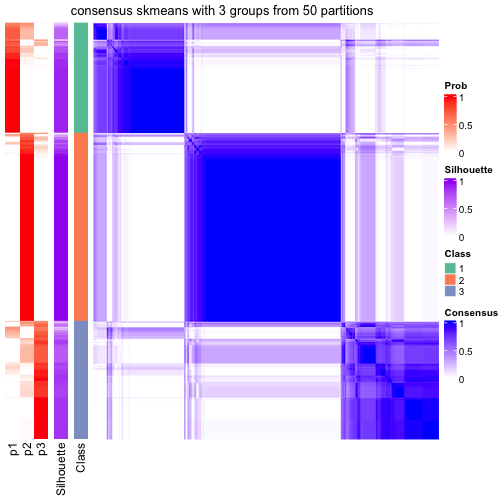 consensus skmeans with 3 groups from 50 partitions
Prob
1
0.5
0
Silhouette
1
0.5
0
Class
1
2
3
Consensus
1
0.5
0
p1
p2
p3
Silhouette
Class